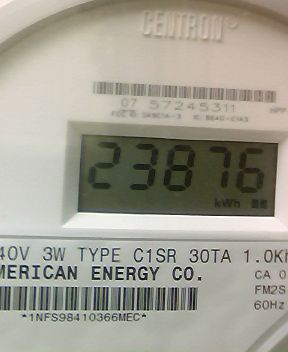 CENTRON®
07 57245311
23876
kWh
40V 3W TYPE C1SR 30TA 1.0Kh
MERICAN ENERGY CO.
CA 0
FM2S
60Hz
*1NFS98410366MEC*